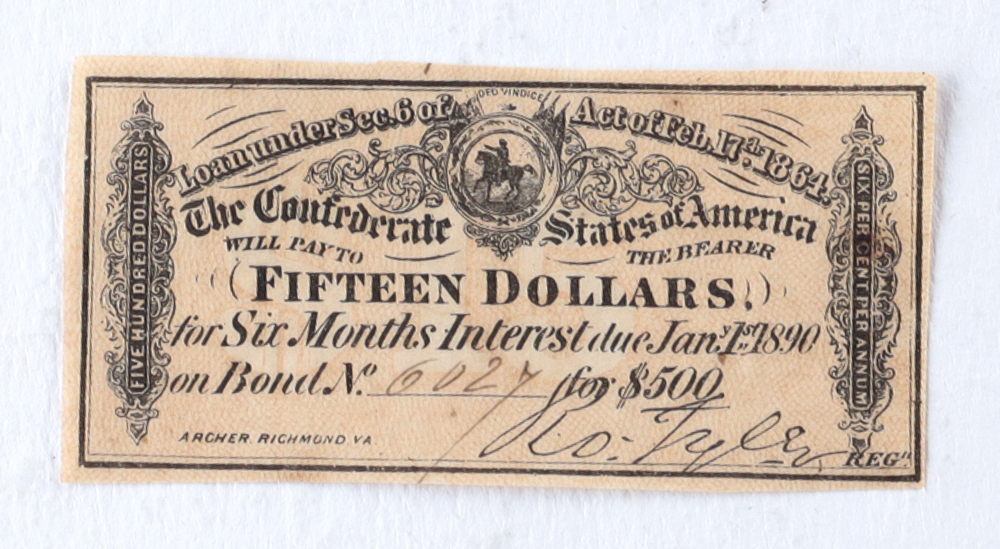 DEO VINDICE
Loan under Sec. 6 of Act of Feb. 17th 1864.
The Confederate States of America
WILL PAY TO THE BEARER
(FIFTEEN DOLLARS.)
for Six Months Interest due Jany. 1st 1890
on Bond No. 6027 for $500
Ro: Tyler
ARCHER. RICHMOND VA
REGR
FIVE HUNDRED DOLLARS
SIX PER CENT PER ANNUM